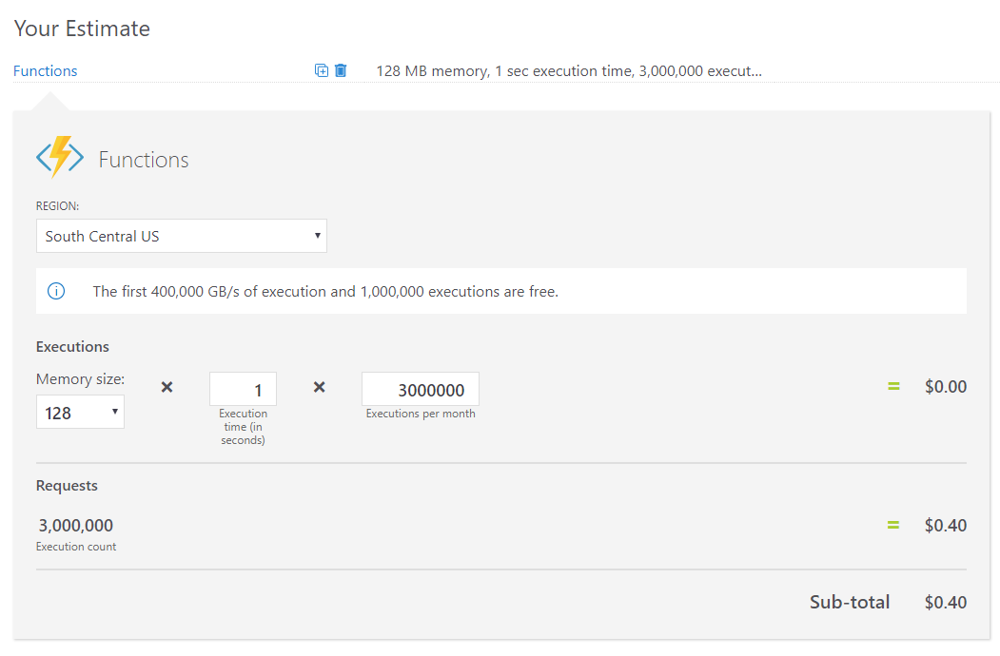 Your Estimate
Functions 128 MB memory, 1 sec execution time, 3,000,000 execut...
Functions
REGION:
South Central US
The first 400,000 GB/s of execution and 1,000,000 executions are free.
Executions
Memory size:
128 × 1 × 3000000 = $0.00
Execution time (in seconds)
Executions per month
Requests
3,000,000 = $0.40
Execution count
Sub-total $0.40